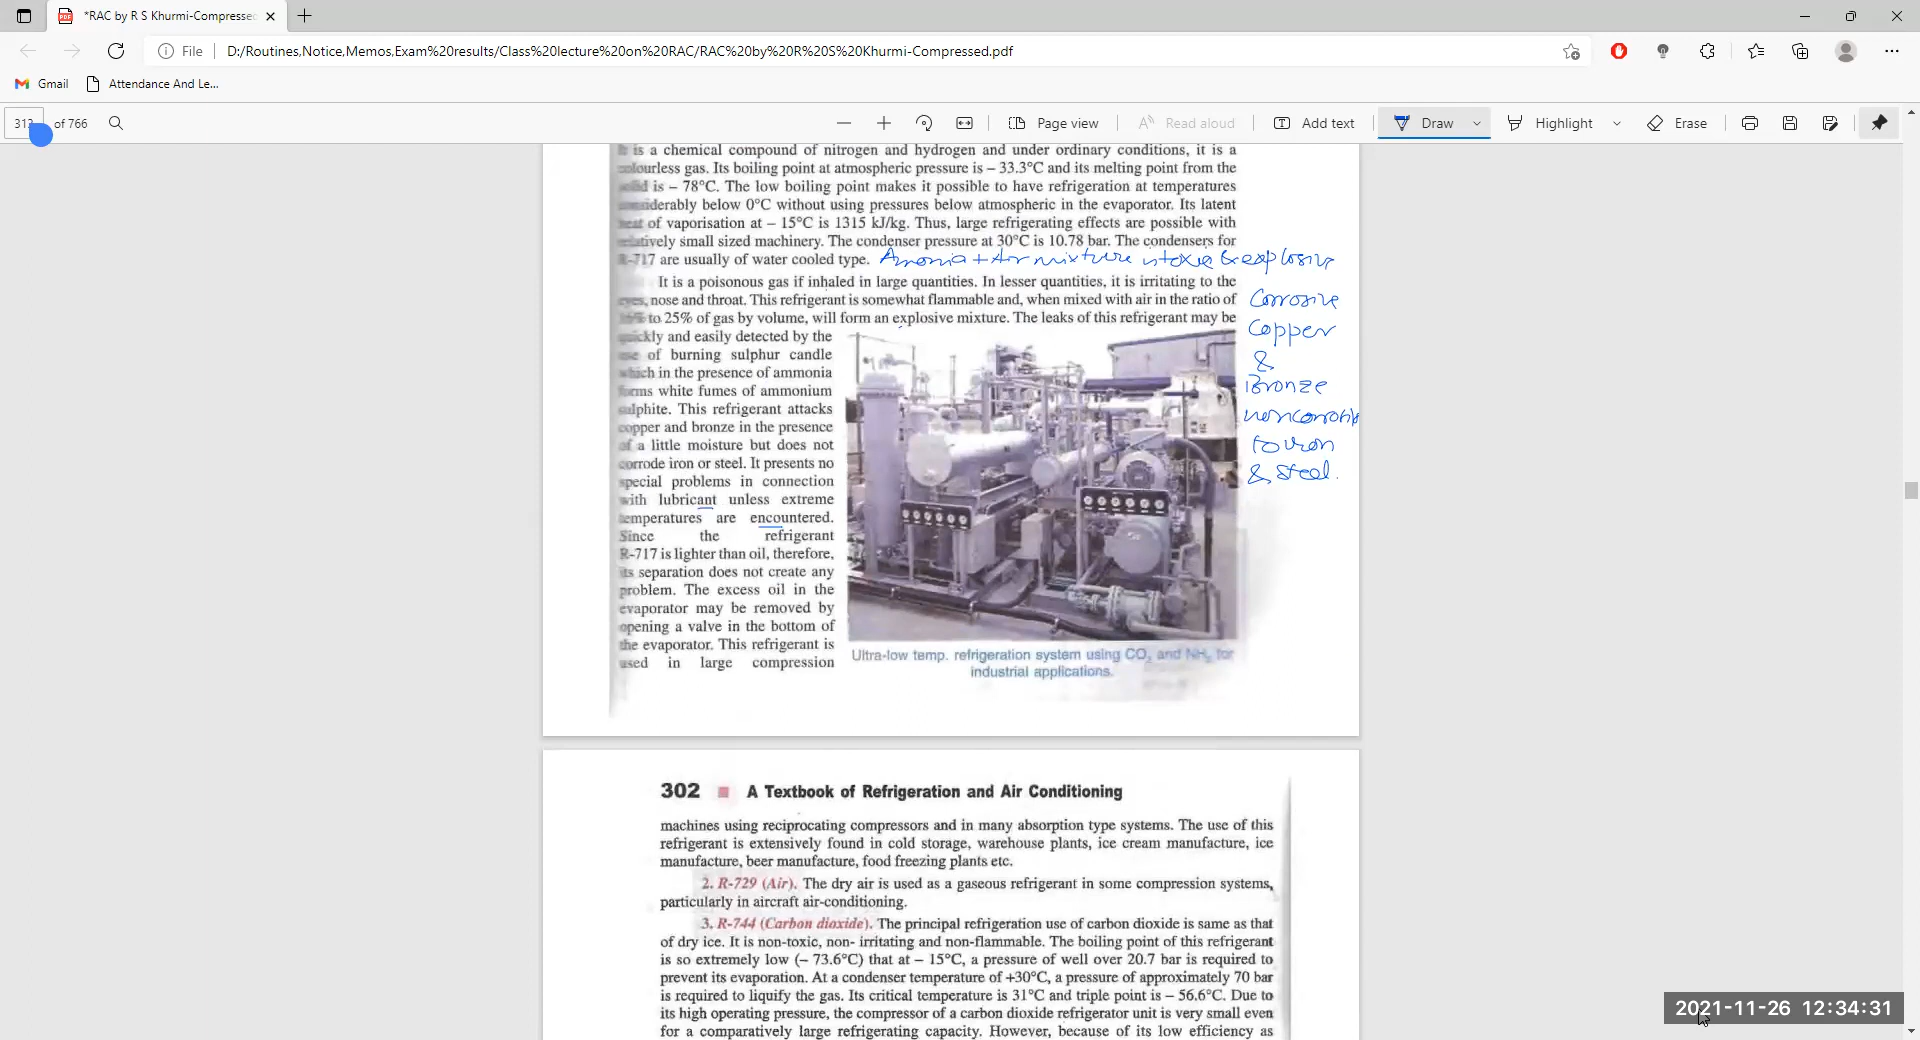 *RAC by R S Khurmi-Compressed
File D:/Routines,Notice,Memos,Exam%20results/Class%20lecture%20on%20RAC/RAC%20by%20R%20S%20Khurmi-Compressed.pdf
Gmail Attendance And Le...
of 766 Page view Read aloud Add text Draw Highlight Erase
is a chemical compound of nitrogen and hydrogen and under ordinary conditions, it is a
colourless gas. Its boiling point at atmospheric pressure is – 33.3°C and its melting point from the
solid is – 78°C. The low boiling point makes it possible to have refrigeration at temperatures
considerably below 0°C without using pressures below atmospheric in the evaporator. Its latent
heat of vaporisation at – 15°C is 1315 kJ/kg. Thus, large refrigerating effects are possible with
relatively small sized machinery. The condenser pressure at 30°C is 10.78 bar. The condensers for
R-717 are usually of water cooled type. Amonia + Air mixture is toxic & explosive
It is a poisonous gas if inhaled in large quantities. In lesser quantities, it is irritating to the
eyes, nose and throat. This refrigerant is somewhat flammable and, when mixed with air in the ratio of
to 25% of gas by volume, will form an explosive mixture. The leaks of this refrigerant may be
quickly and easily detected by the
use of burning sulphur candle
which in the presence of ammonia
forms white fumes of ammonium
sulphite. This refrigerant attacks
copper and bronze in the presence
of a little moisture but does not
corrode iron or steel. It presents no
special problems in connection
with lubricant unless extreme
temperatures are encountered.
Since the refrigerant
R-717 is lighter than oil, therefore,
its separation does not create any
problem. The excess oil in the
evaporator may be removed by
opening a valve in the bottom of
the evaporator. This refrigerant is
used in large compression
Corrosive
Copper
&
Bronze
noncorrosive
to iron
& Steel.
Ultra-low temp. refrigeration system using CO₂ and NH₃ for
industrial applications.
302 A Textbook of Refrigeration and Air Conditioning
machines using reciprocating compressors and in many absorption type systems. The use of this
refrigerant is extensively found in cold storage, warehouse plants, ice cream manufacture, ice
manufacture, beer manufacture, food freezing plants etc.
2. R-729 (Air). The dry air is used as a gaseous refrigerant in some compression systems,
particularly in aircraft air-conditioning.
3. R-744 (Carbon dioxide). The principal refrigeration use of carbon dioxide is same as that
of dry ice. It is non-toxic, non- irritating and non-flammable. The boiling point of this refrigerant
is so extremely low (– 73.6°C) that at – 15°C, a pressure of well over 20.7 bar is required to
prevent its evaporation. At a condenser temperature of +30°C, a pressure of approximately 70 bar
is required to liquify the gas. Its critical temperature is 31°C and triple point is – 56.6°C. Due to
its high operating pressure, the compressor of a carbon dioxide refrigerator unit is very small even
for a comparatively large refrigerating capacity. However, because of its low efficiency as
2021-11-26 12:34:31